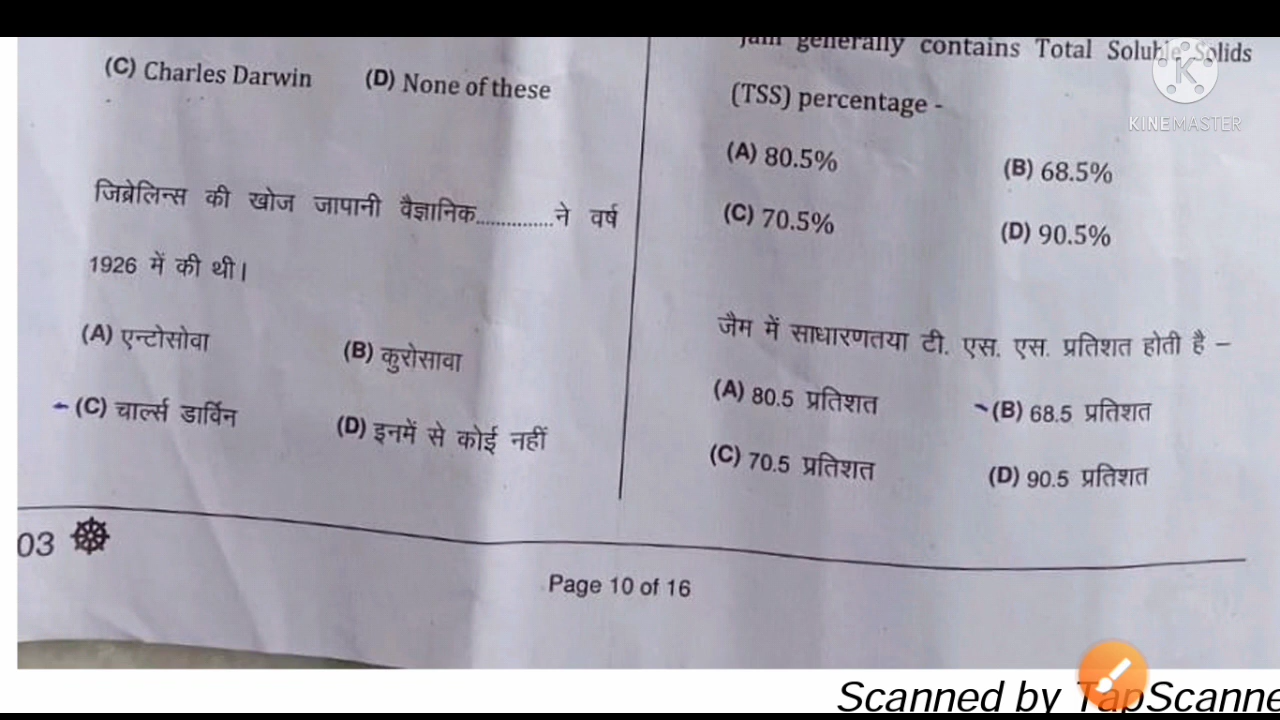 (C) Charles Darwin (D) None of these
जिब्रेलिन्स की खोज जापानी वैज्ञानिक...............ने वर्ष
1926 में की थी।
(A) एन्टोसोवा (B) कुरोसावा
(C) चार्ल्स डार्विन (D) इनमें से कोई नहीं
03
Jam generally contains Total Soluble Solids
(TSS) percentage -
(A) 80.5% (B) 68.5%
(C) 70.5% (D) 90.5%
जैम में साधारणतया टी. एस. एस. प्रतिशत होती है –
(A) 80.5 प्रतिशत (B) 68.5 प्रतिशत
(C) 70.5 प्रतिशत (D) 90.5 प्रतिशत
Page 10 of 16
K
KINEMASTER
Scanned by TapScanne